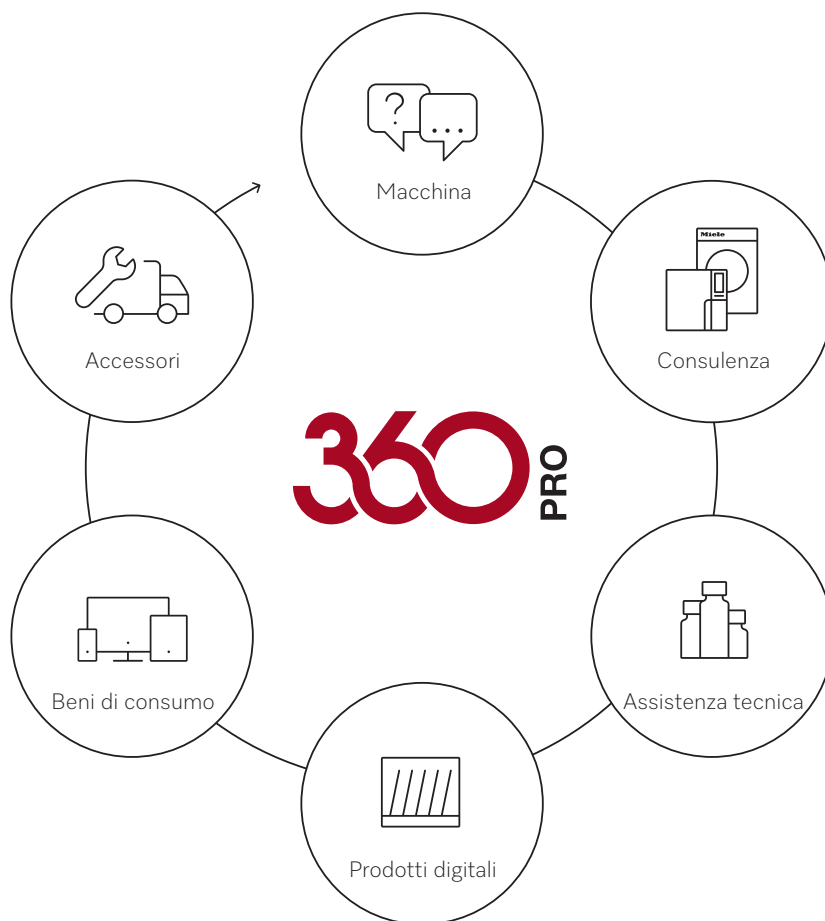 ?
...
Macchina
Miele
Consulenza
Accessori
360 PRO
Assistenza tecnica
Beni di consumo
Prodotti digitali